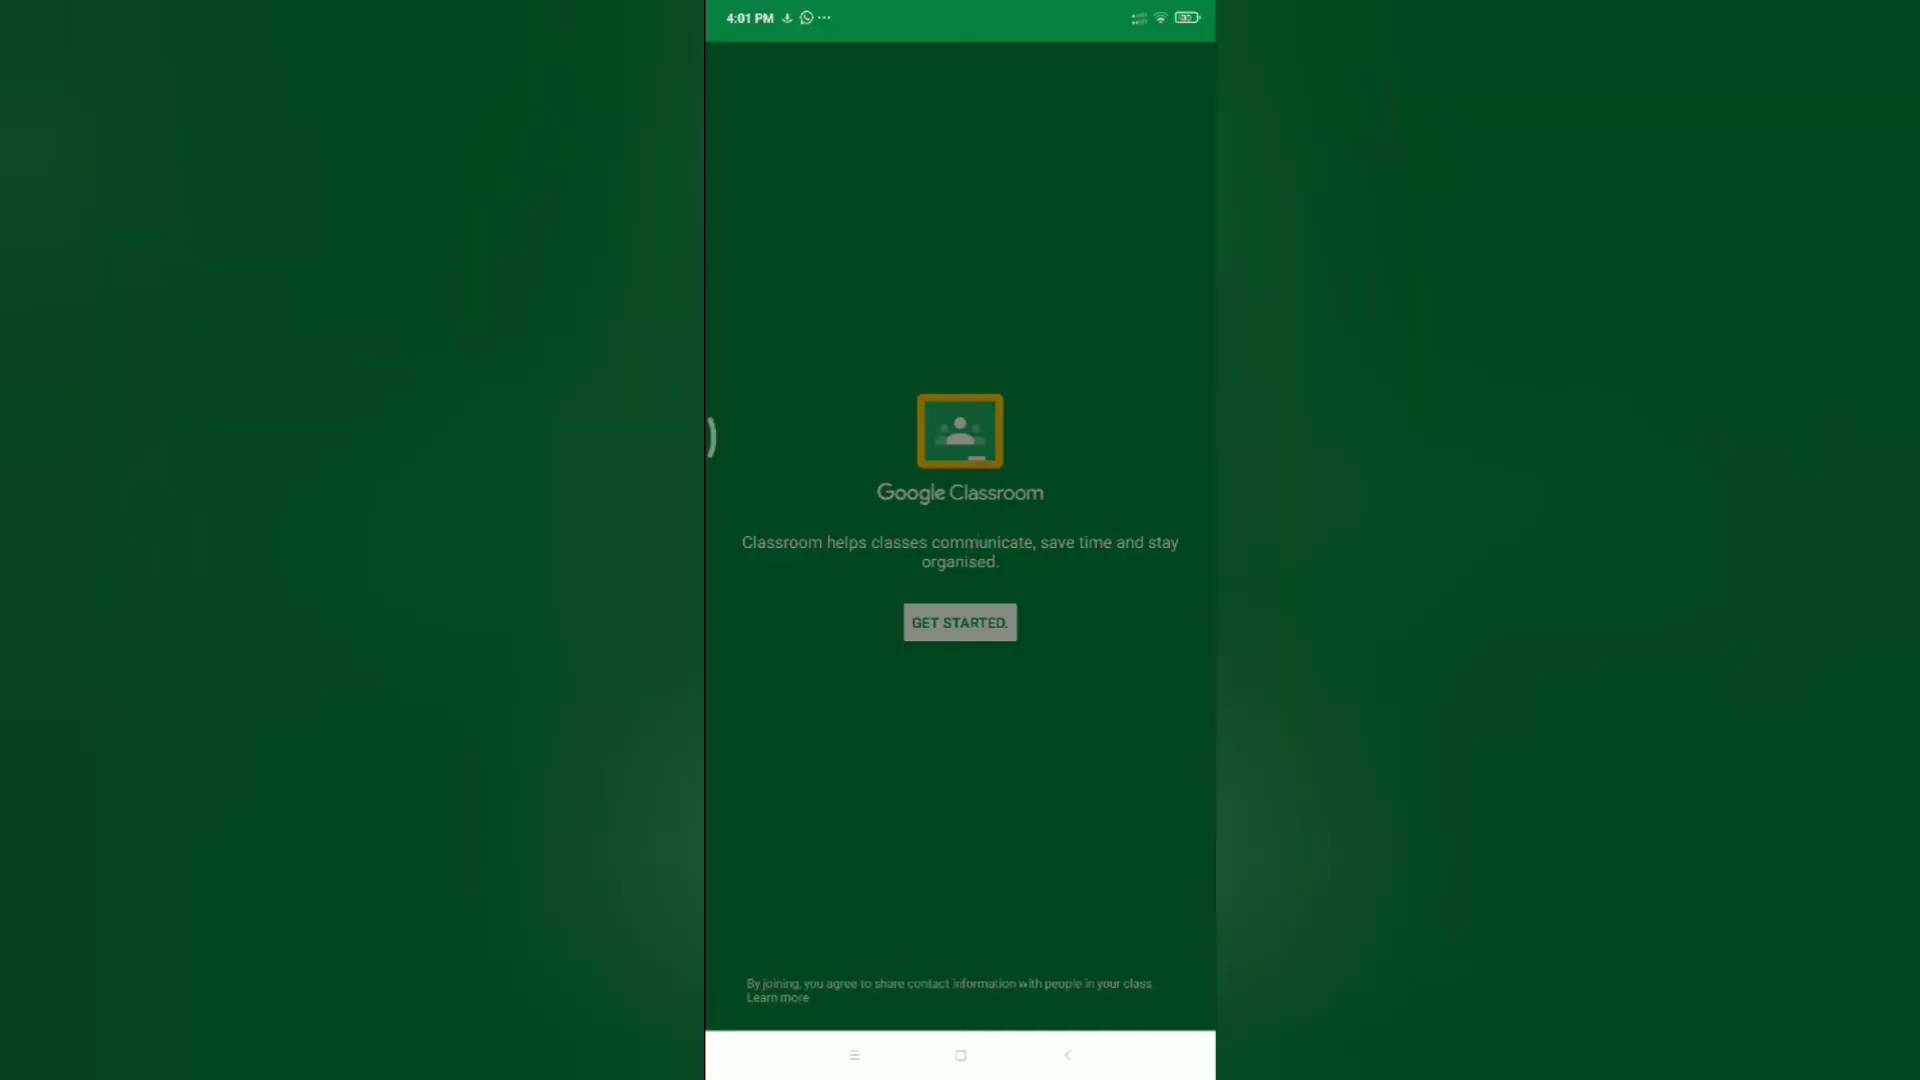 4:01 PM
Google Classroom
Classroom helps classes communicate, save time and stay
organised.
GET STARTED.
By joining, you agree to share contact information with people in your class
Learn more